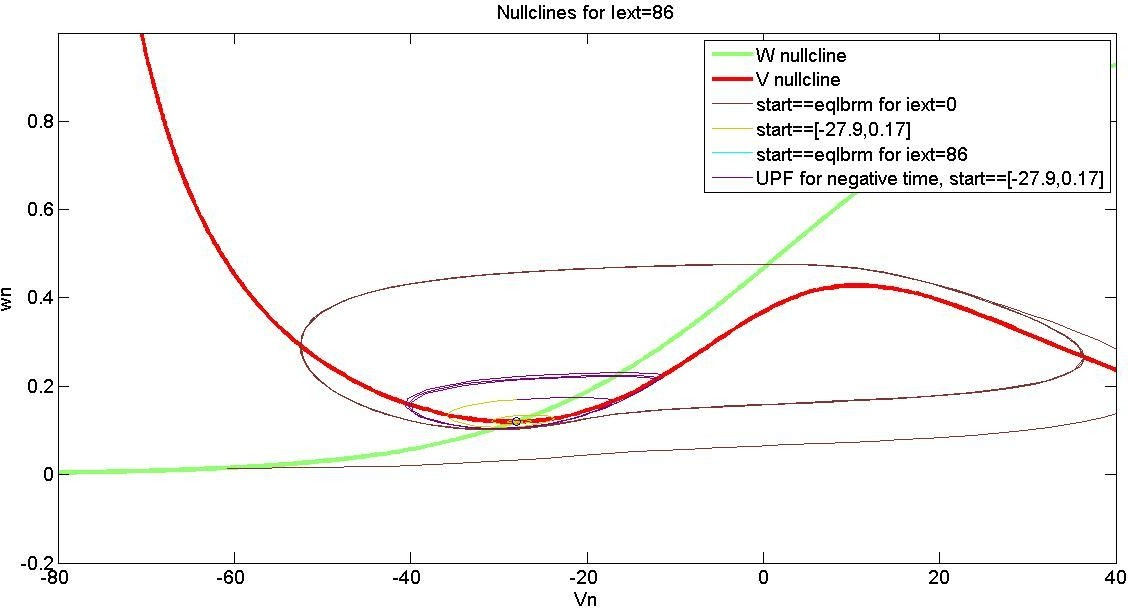 Nullclines for Iext=86
W nullcline
V nullcline
start==eqlbrm for iext=0
start==[-27.9,0.17]
start==eqlbrm for iext=86
UPF for negative time, start==[-27.9,0.17]
0.8
0.6
wn
0.4
0.2
0
-0.2
-80 -60 -40 -20 0 20 40
Vn